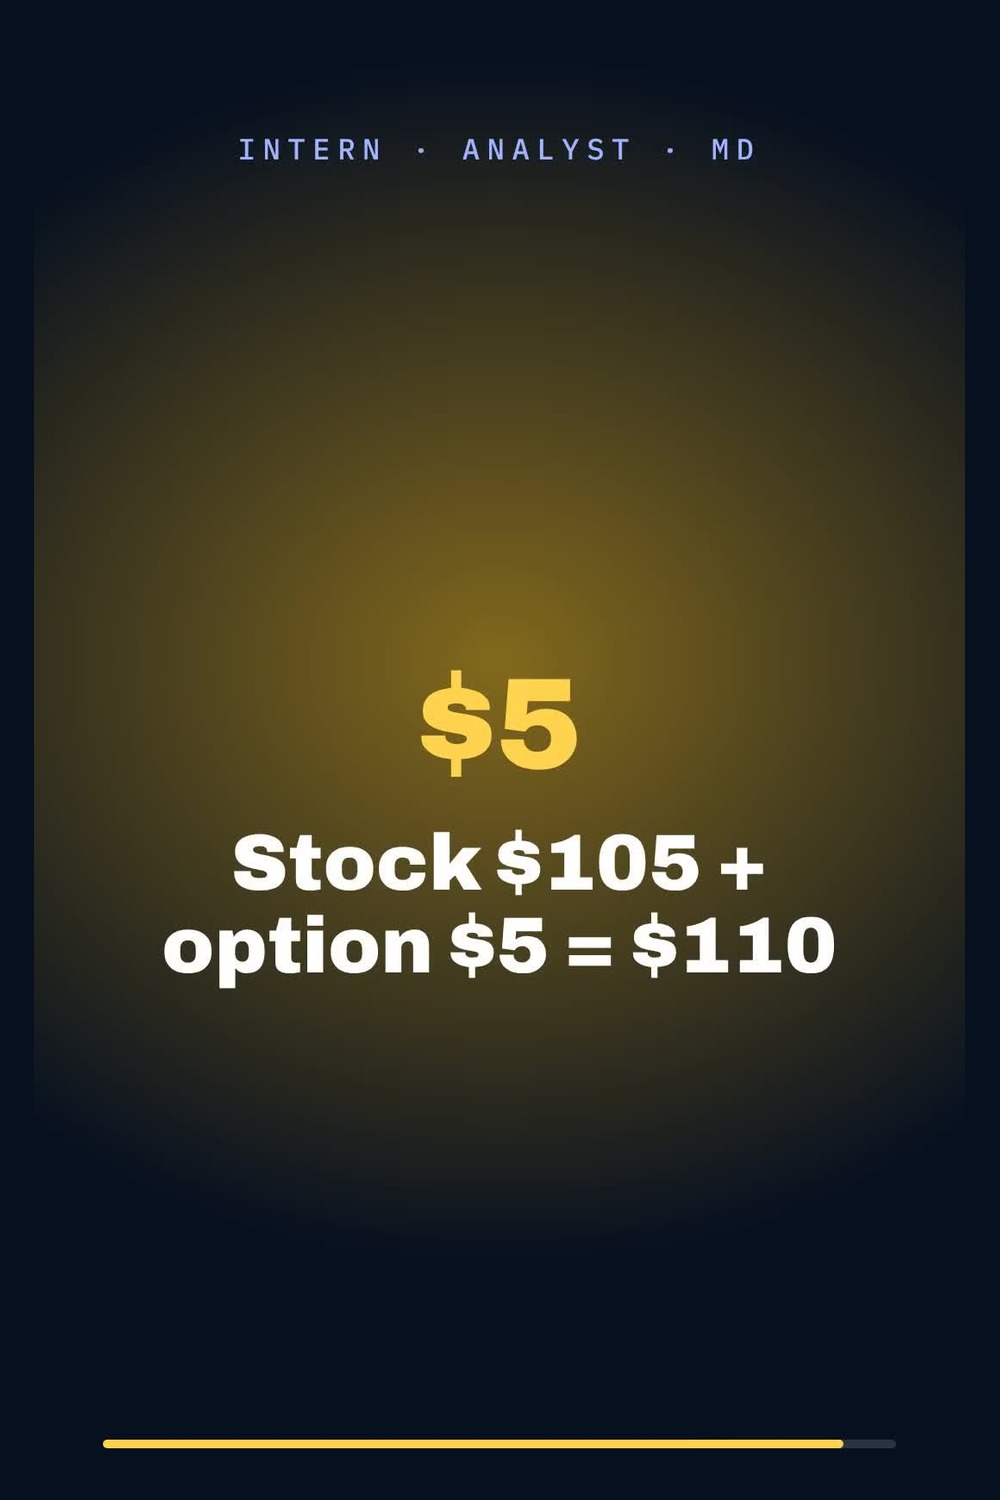 INTERN · ANALYST · MD
$5
Stock $105 +
option $5 = $110